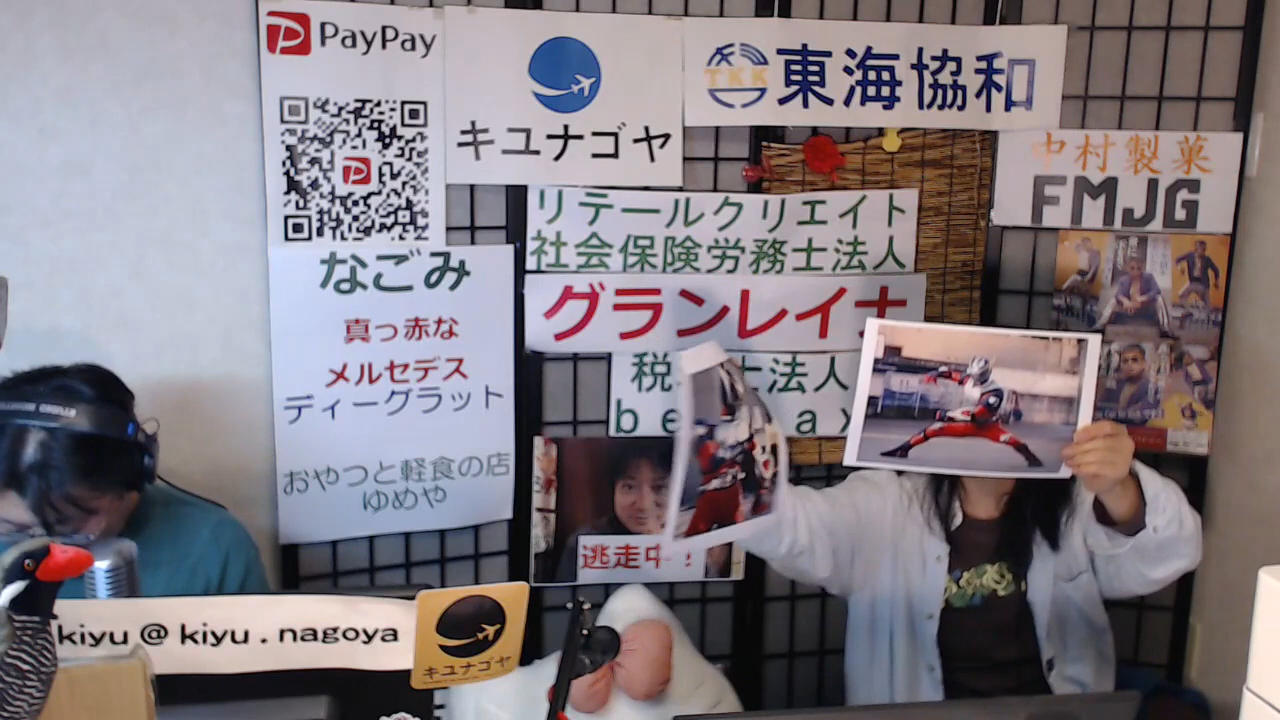 PayPay
キユナゴヤ
TKK 東海協和
中村製菓
FMJG
リテールクリエイト
社会保険労務士法人
グランレイナ
なごみ
真っ赤な
メルセデス
ディーグラット
おやつと軽食の店
ゆめや
士法人
逃走中!
kiyu @ kiyu . nagoya
キユナゴヤ